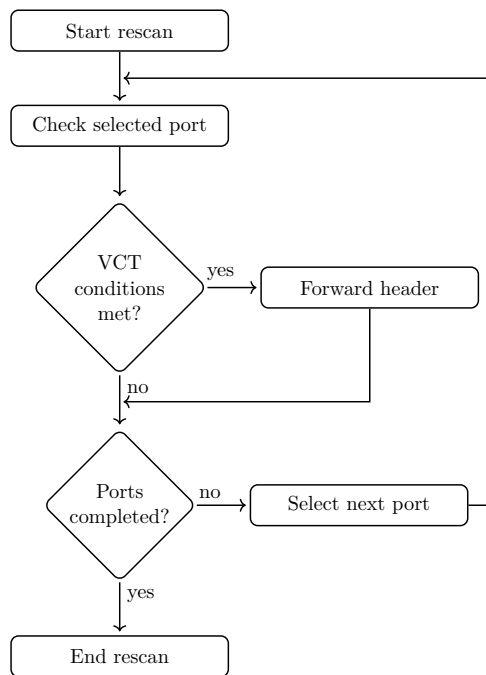 Start rescan
Check selected port
VCT
conditions
met?
yes
Forward header
no
Ports
completed?
no
Select next port
yes
End rescan